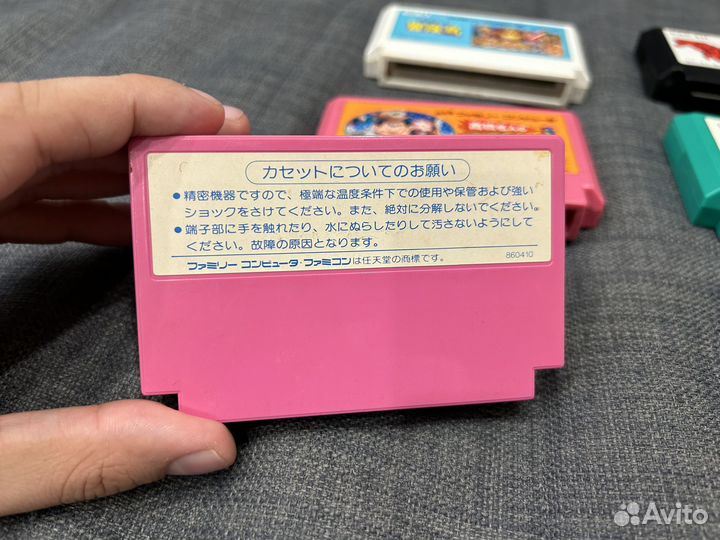 カセットについてのお願い
●精密機器ですので、極端な温度条件下での使用や保管および強い
ショックをさけてください。また、絶対に分解しないでください。
●端子部に手を触れたり、水にぬらしたりして汚さないようにして
ください。故障の原因となります。
ファミリーコンピュータ・ファミコンは任天堂の商標です。
860410
Avito